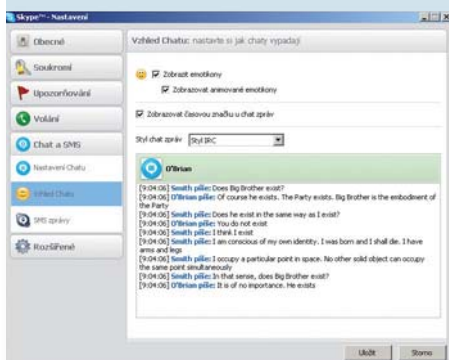 Skype™ - Nastavení
Obecné
Soukromí
Upozorňování
Volání
Chat a SMS
Nastavení Chatu
Vzhled Chatu
SMS zprávy
Rozšířené
Vzhled Chatu: nastavte si jak chaty vypadají
Zobrazit emotikony
Zobrazovat animované emotikony
Zobrazovat časovou značku u chat zpráv
Styl chat zpráv
Styl IRC
O'Brian
[9:04:06] Smith píše: Does Big Brother exist?
[9:04:06] O'Brian píše: Of course he exists. The Party exists. Big Brother is the embodiment of
the Party
[9:04:06] Smith píše: Does he exist in the same way as I exist?
[9:04:06] O'Brian píše: You do not exist
[9:04:06] Smith píše: I think I exist
[9:04:06] Smith píše: I am conscious of my own identity. I was born and I shall die. I have
arms and legs
[9:04:06] Smith píše: I occupy a particular point in space. No other solid object can occupy
the same point simultaneously
[9:04:06] Smith píše: In that sense, does Big Brother exist?
[9:04:06] O'Brian píše: It is of no importance. He exists
Uložit
Storno